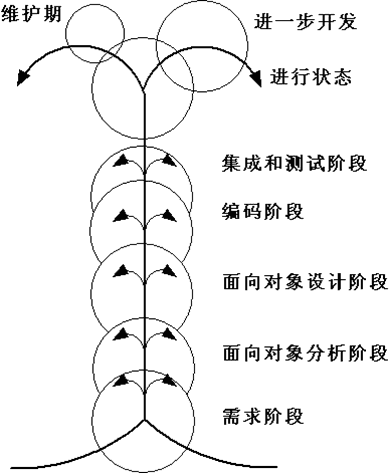 维护期
进一步开发
进行状态
集成和测试阶段
编码阶段
面向对象设计阶段
面向对象分析阶段
需求阶段